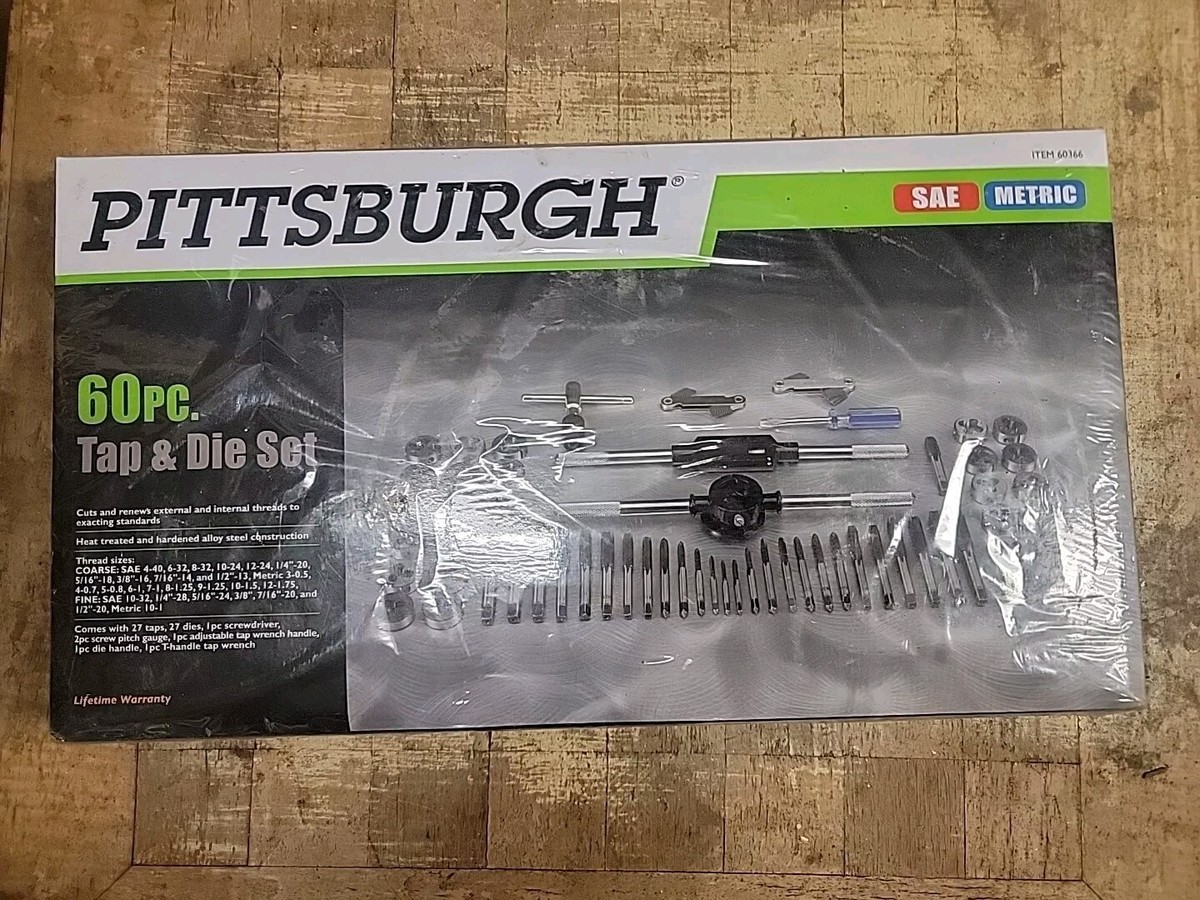 ITEM 60366
PITTSBURGH®
SAE METRIC
60PC.
Tap & Die Set
Cuts and renews external and internal threads to
exacting standards
Heat treated and hardened alloy steel construction
Thread sizes:
COARSE: SAE 4-40, 6-32, 8-32, 10-24, 12-24, 1/4"-20,
5/16"-18, 3/8"-16, 7/16"-14, and 1/2"-13, Metric 3-0.5,
4-0.7, 5-0.8, 6-1, 7-1, 8-1.25, 9-1.25, 10-1.5, 12-1.75,
FINE: SAE 10-32, 1/4"-28, 5/16"-24, 3/8", 7/16"-20, and
1/2"-20, Metric 10-1
Comes with 27 taps, 27 dies, 1pc screwdriver,
2pc screw pitch gauge, 1pc adjustable tap wrench handle,
1pc die handle, 1pc T-handle tap wrench
Lifetime Warranty